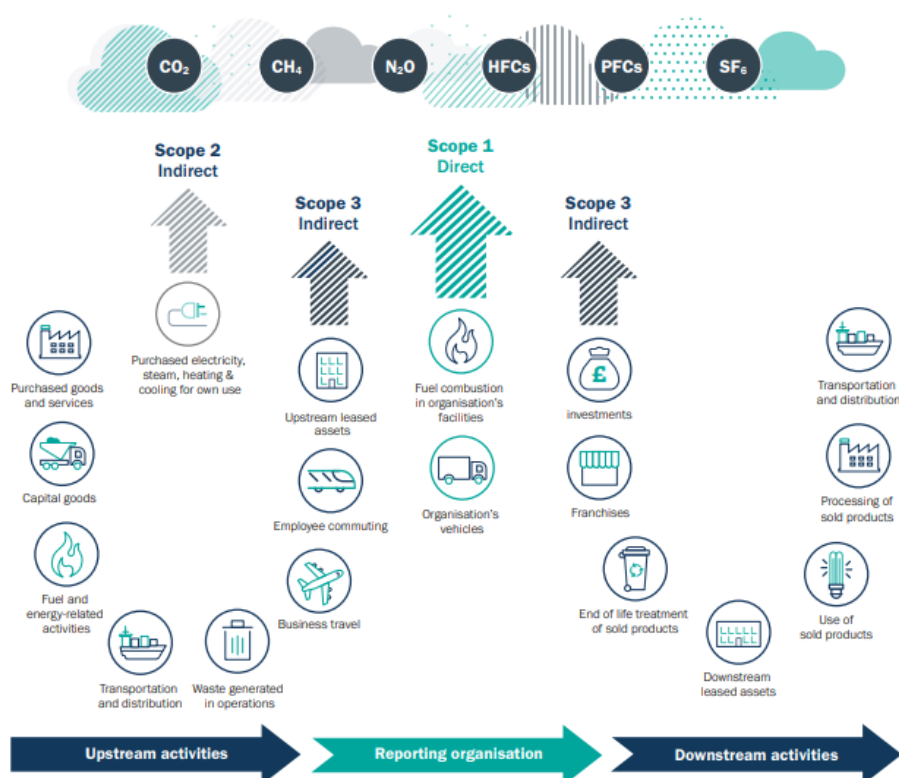 CO₂
CH₄
N₂O
HFCs
PFCs
SF₆
Scope 2
Indirect
Scope 3
Indirect
Scope 1
Direct
Scope 3
Indirect
Purchased goods
and services
Purchased electricity,
steam, heating &
cooling for own use
Upstream leased
assets
Fuel combustion
in organisation's
facilities
£
investments
Transportation
and distribution
Capital goods
Employee commuting
Organisation's
vehicles
Franchises
Processing of
sold products
Fuel and
energy-related
activities
Business travel
End of life treatment
of sold products
Use of
sold products
Transportation
and distribution
Waste generated
in operations
Downstream
leased assets
Upstream activities
Reporting organisation
Downstream activities